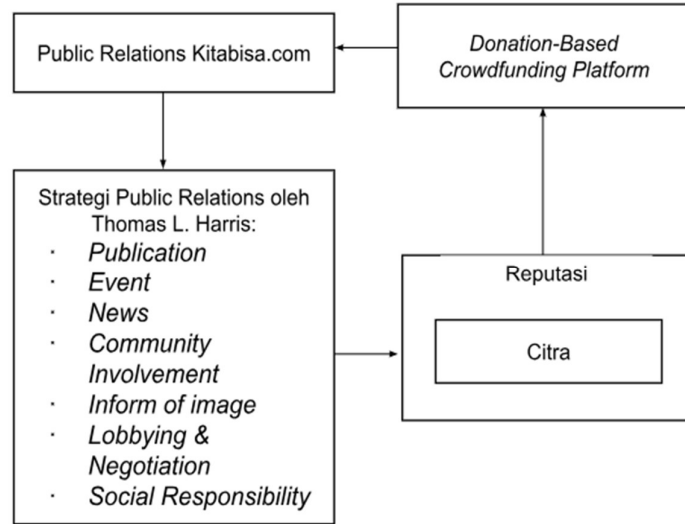 Public Relations Kitabisa.com
Donation-Based
Crowdfunding Platform
Strategi Public Relations oleh
Thomas L. Harris:
· Publication
· Event
· News
· Community
Involvement
· Inform of image
· Lobbying &
Negotiation
· Social Responsibility
Reputasi
Citra